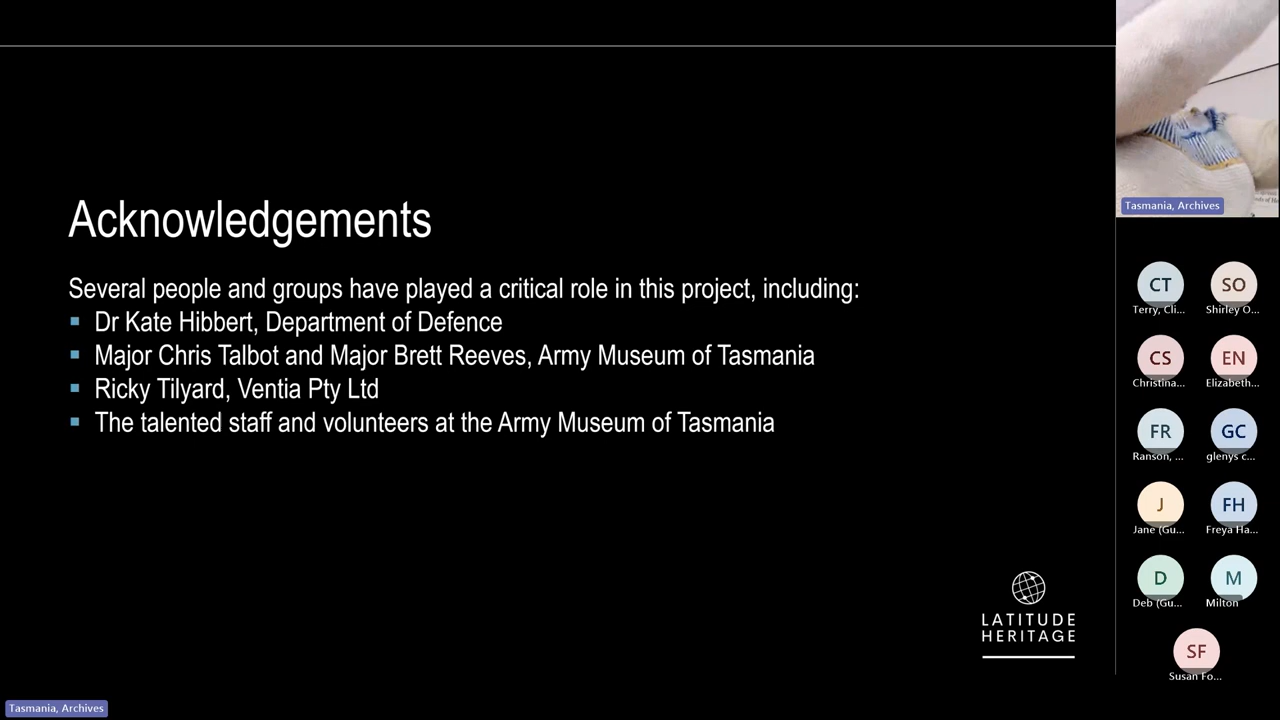 Acknowledgements
Several people and groups have played a critical role in this project, including:
Dr Kate Hibbert, Department of Defence
Major Chris Talbot and Major Brett Reeves, Army Museum of Tasmania
Ricky Tilyard, Ventia Pty Ltd
The talented staff and volunteers at the Army Museum of Tasmania
LATITUDE
HERITAGE
Tasmania, Archives
Tasmania, Archives
CT
Terry, Cli...
SO
Shirley O...
CS
Christina...
EN
Elizabeth...
FR
Ranson, ...
GC
glenys c...
J
Jane (Gu...
FH
Freya Ha...
D
Deb (Gu...
M
Milton
SF
Susan Fo...